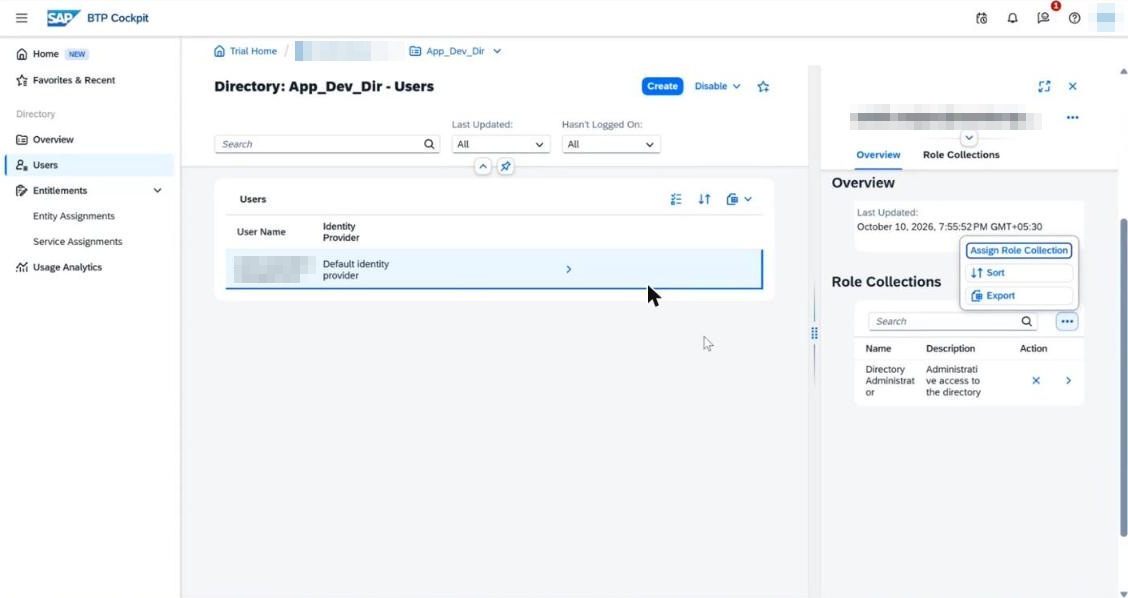 SAP BTP Cockpit
1
Home NEW
Favorites & Recent
Directory
Overview
Users
Entitlements
Entity Assignments
Service Assignments
Usage Analytics
Trial Home / App_Dev_Dir
Directory: App_Dev_Dir - Users
Create Disable
Last Updated: Hasn't Logged On:
Search All All
Users
User Name Identity Provider
Default identity provider
Overview Role Collections
Overview
Last Updated:
October 10, 2026, 7:55:52 PM GMT+05:30
Assign Role Collection
Sort
Export
Role Collections
Search
Name Description Action
Directory Administrati
Administrat ve access to
or the directory